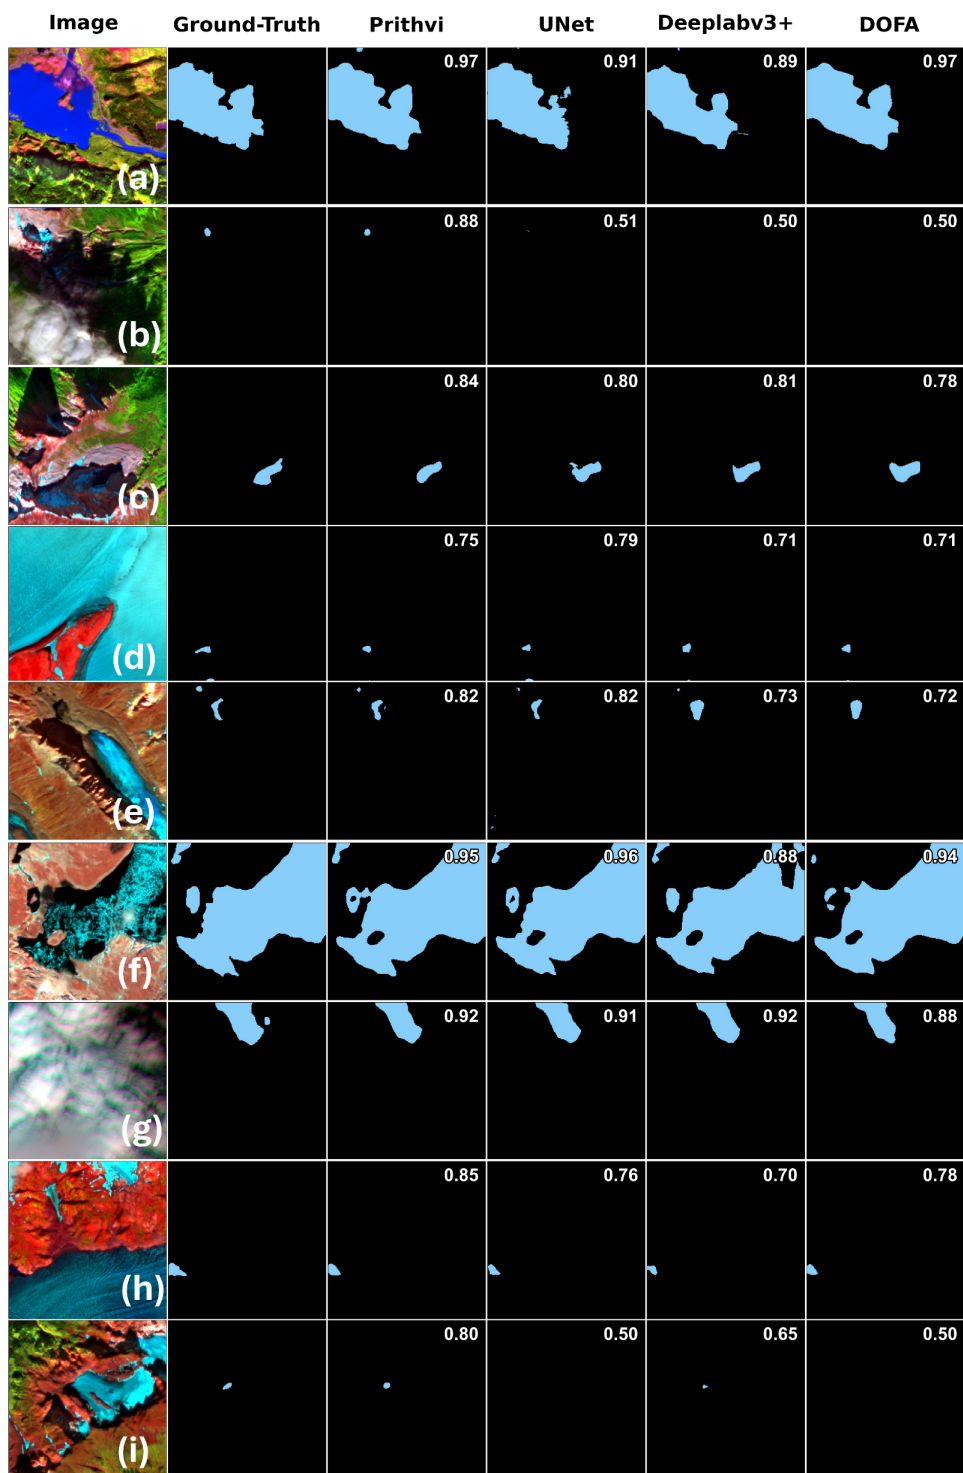 Image Ground-Truth Prithvi UNet Deeplabv3+ DOFA
(a) 0.97 0.91 0.89 0.97
(b) 0.88 0.51 0.50 0.50
(c) 0.84 0.80 0.81 0.78
(d) 0.75 0.79 0.71 0.71
(e) 0.82 0.82 0.73 0.72
(f) 0.95 0.96 0.88 0.94
(g) 0.92 0.91 0.92 0.88
(h) 0.85 0.76 0.70 0.78
(i) 0.80 0.50 0.65 0.50